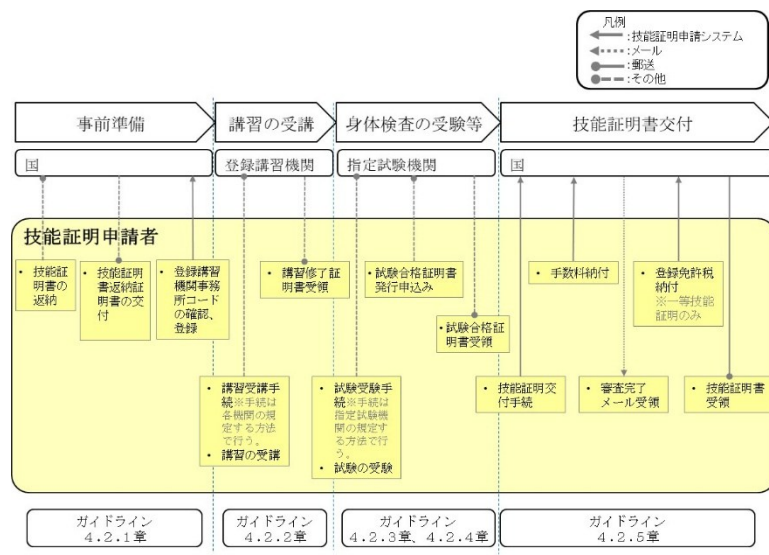 凡例
:技能証明申請システム
:メール
:郵送
:その他
事前準備
講習の受講
身体検査の受験等
技能証明書交付
国
登録講習機関
指定試験機関
国
技能証明申請者
• 技能証
明書の
返納
• 技能証明
書返納証
明書の交
付
• 登録講習
機関事務
所コード
の確認、
登録
• 講習修了証
明書受領
• 試験合格証明書
発行申込み
• 試験合格証
明書受領
• 手数料納付
• 登録免許税
納付
※一等技能
証明のみ
• 講習受講手
続※手続は
各機関の規
定する方法
で行う。
• 講習の受講
• 試験受験手
続※手続は
指定試験機
関の規定す
る方法で行
う。
• 試験の受験
• 技能証明交
付手続
• 審査完了
メール受領
• 技能証明書
受領
ガイドライン
4.2.1章
ガイドライン
4.2.2章
ガイドライン
4.2.3章、4.2.4章
ガイドライン
4.2.5章